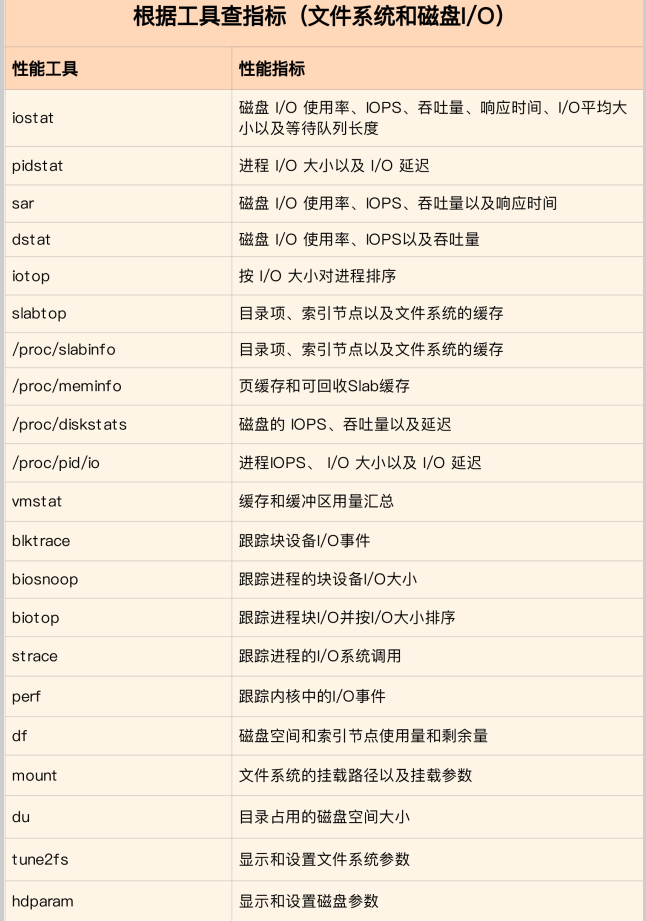 根据工具查指标（文件系统和磁盘I/O）
性能工具 性能指标
iostat 磁盘 I/O 使用率、IOPS、吞吐量、响应时间、I/O平均大
小以及等待队列长度
pidstat 进程 I/O 大小以及 I/O 延迟
sar 磁盘 I/O 使用率、IOPS、吞吐量以及响应时间
dstat 磁盘 I/O 使用率、IOPS以及吞吐量
iotop 按 I/O 大小对进程排序
slabtop 目录项、索引节点以及文件系统的缓存
/proc/slabinfo 目录项、索引节点以及文件系统的缓存
/proc/meminfo 页缓存和可回收Slab缓存
/proc/diskstats 磁盘的 IOPS、吞吐量以及延迟
/proc/pid/io 进程IOPS、 I/O 大小以及 I/O 延迟
vmstat 缓存和缓冲区用量汇总
blktrace 跟踪块设备I/O事件
biosnoop 跟踪进程的块设备I/O大小
biotop 跟踪进程块I/O并按I/O大小排序
strace 跟踪进程的I/O系统调用
perf 跟踪内核中的I/O事件
df 磁盘空间和索引节点使用量和剩余量
mount 文件系统的挂载路径以及挂载参数
du 目录占用的磁盘空间大小
tune2fs 显示和设置文件系统参数
hdparam 显示和设置磁盘参数